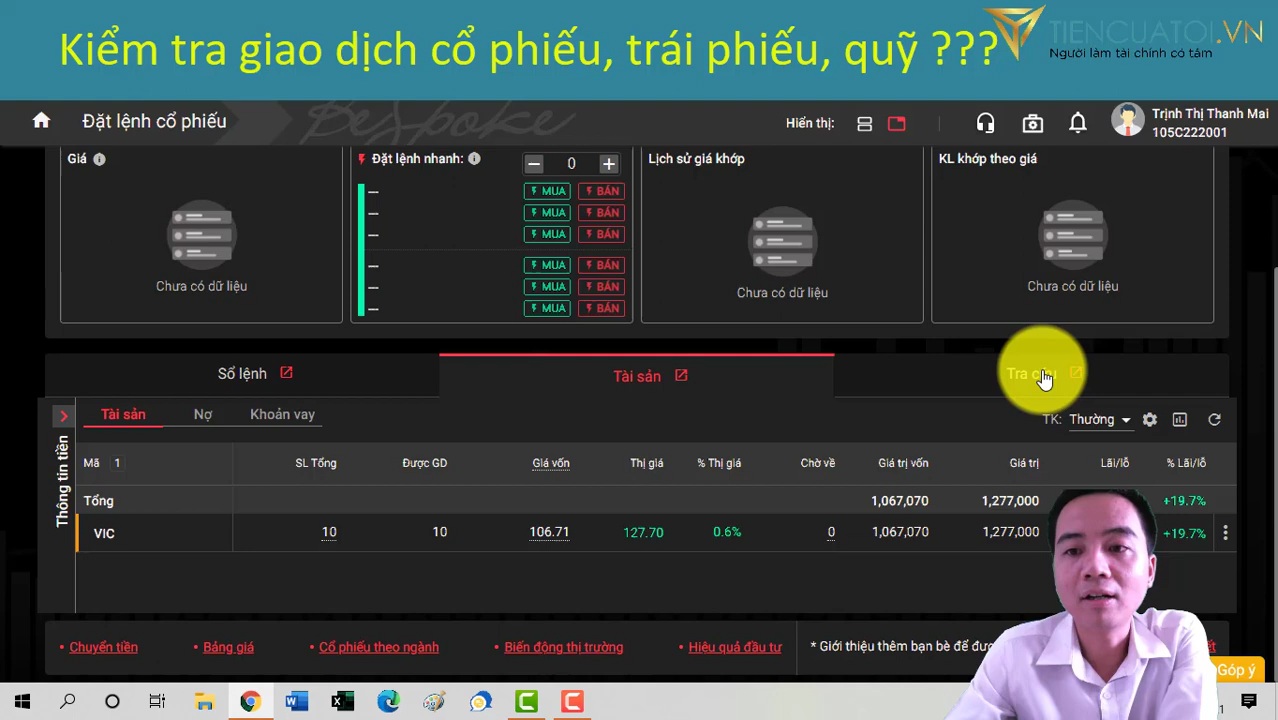 Kiểm tra giao dịch cổ phiếu, trái phiếu, quỹ ???
TIENCUATOI.VN
Người làm tài chính có tâm
Đặt lệnh cổ phiếu
BeSpoke
Hiển thị:
Trịnh Thị Thanh Mai
105C222001
Giá
Đặt lệnh nhanh:
0
Lịch sử giá khớp
KL khớp theo giá
MUA BÁN
MUA BÁN
MUA BÁN
MUA BÁN
MUA BÁN
MUA BÁN
Chưa có dữ liệu
Chưa có dữ liệu
Chưa có dữ liệu
Sổ lệnh
Tài sản
Tra cứu
Thông tin tiền
Tài sản Nợ Khoản vay
TK: Thường
Mã 1 SL Tổng Được GD Giá vốn Thị giá % Thị giá Chờ về Giá trị vốn Giá trị Lãi/lỗ % Lãi/lỗ
Tổng 1,067,070 1,277,000 +19.7%
VIC 10 10 106.71 127.70 0.6% 0 1,067,070 1,277,000 +19.7%
Chuyển tiền
Bảng giá
Cổ phiếu theo ngành
Biến động thị trường
Hiệu quả đầu tư
* Giới thiệu thêm bạn bè để
Góp ý